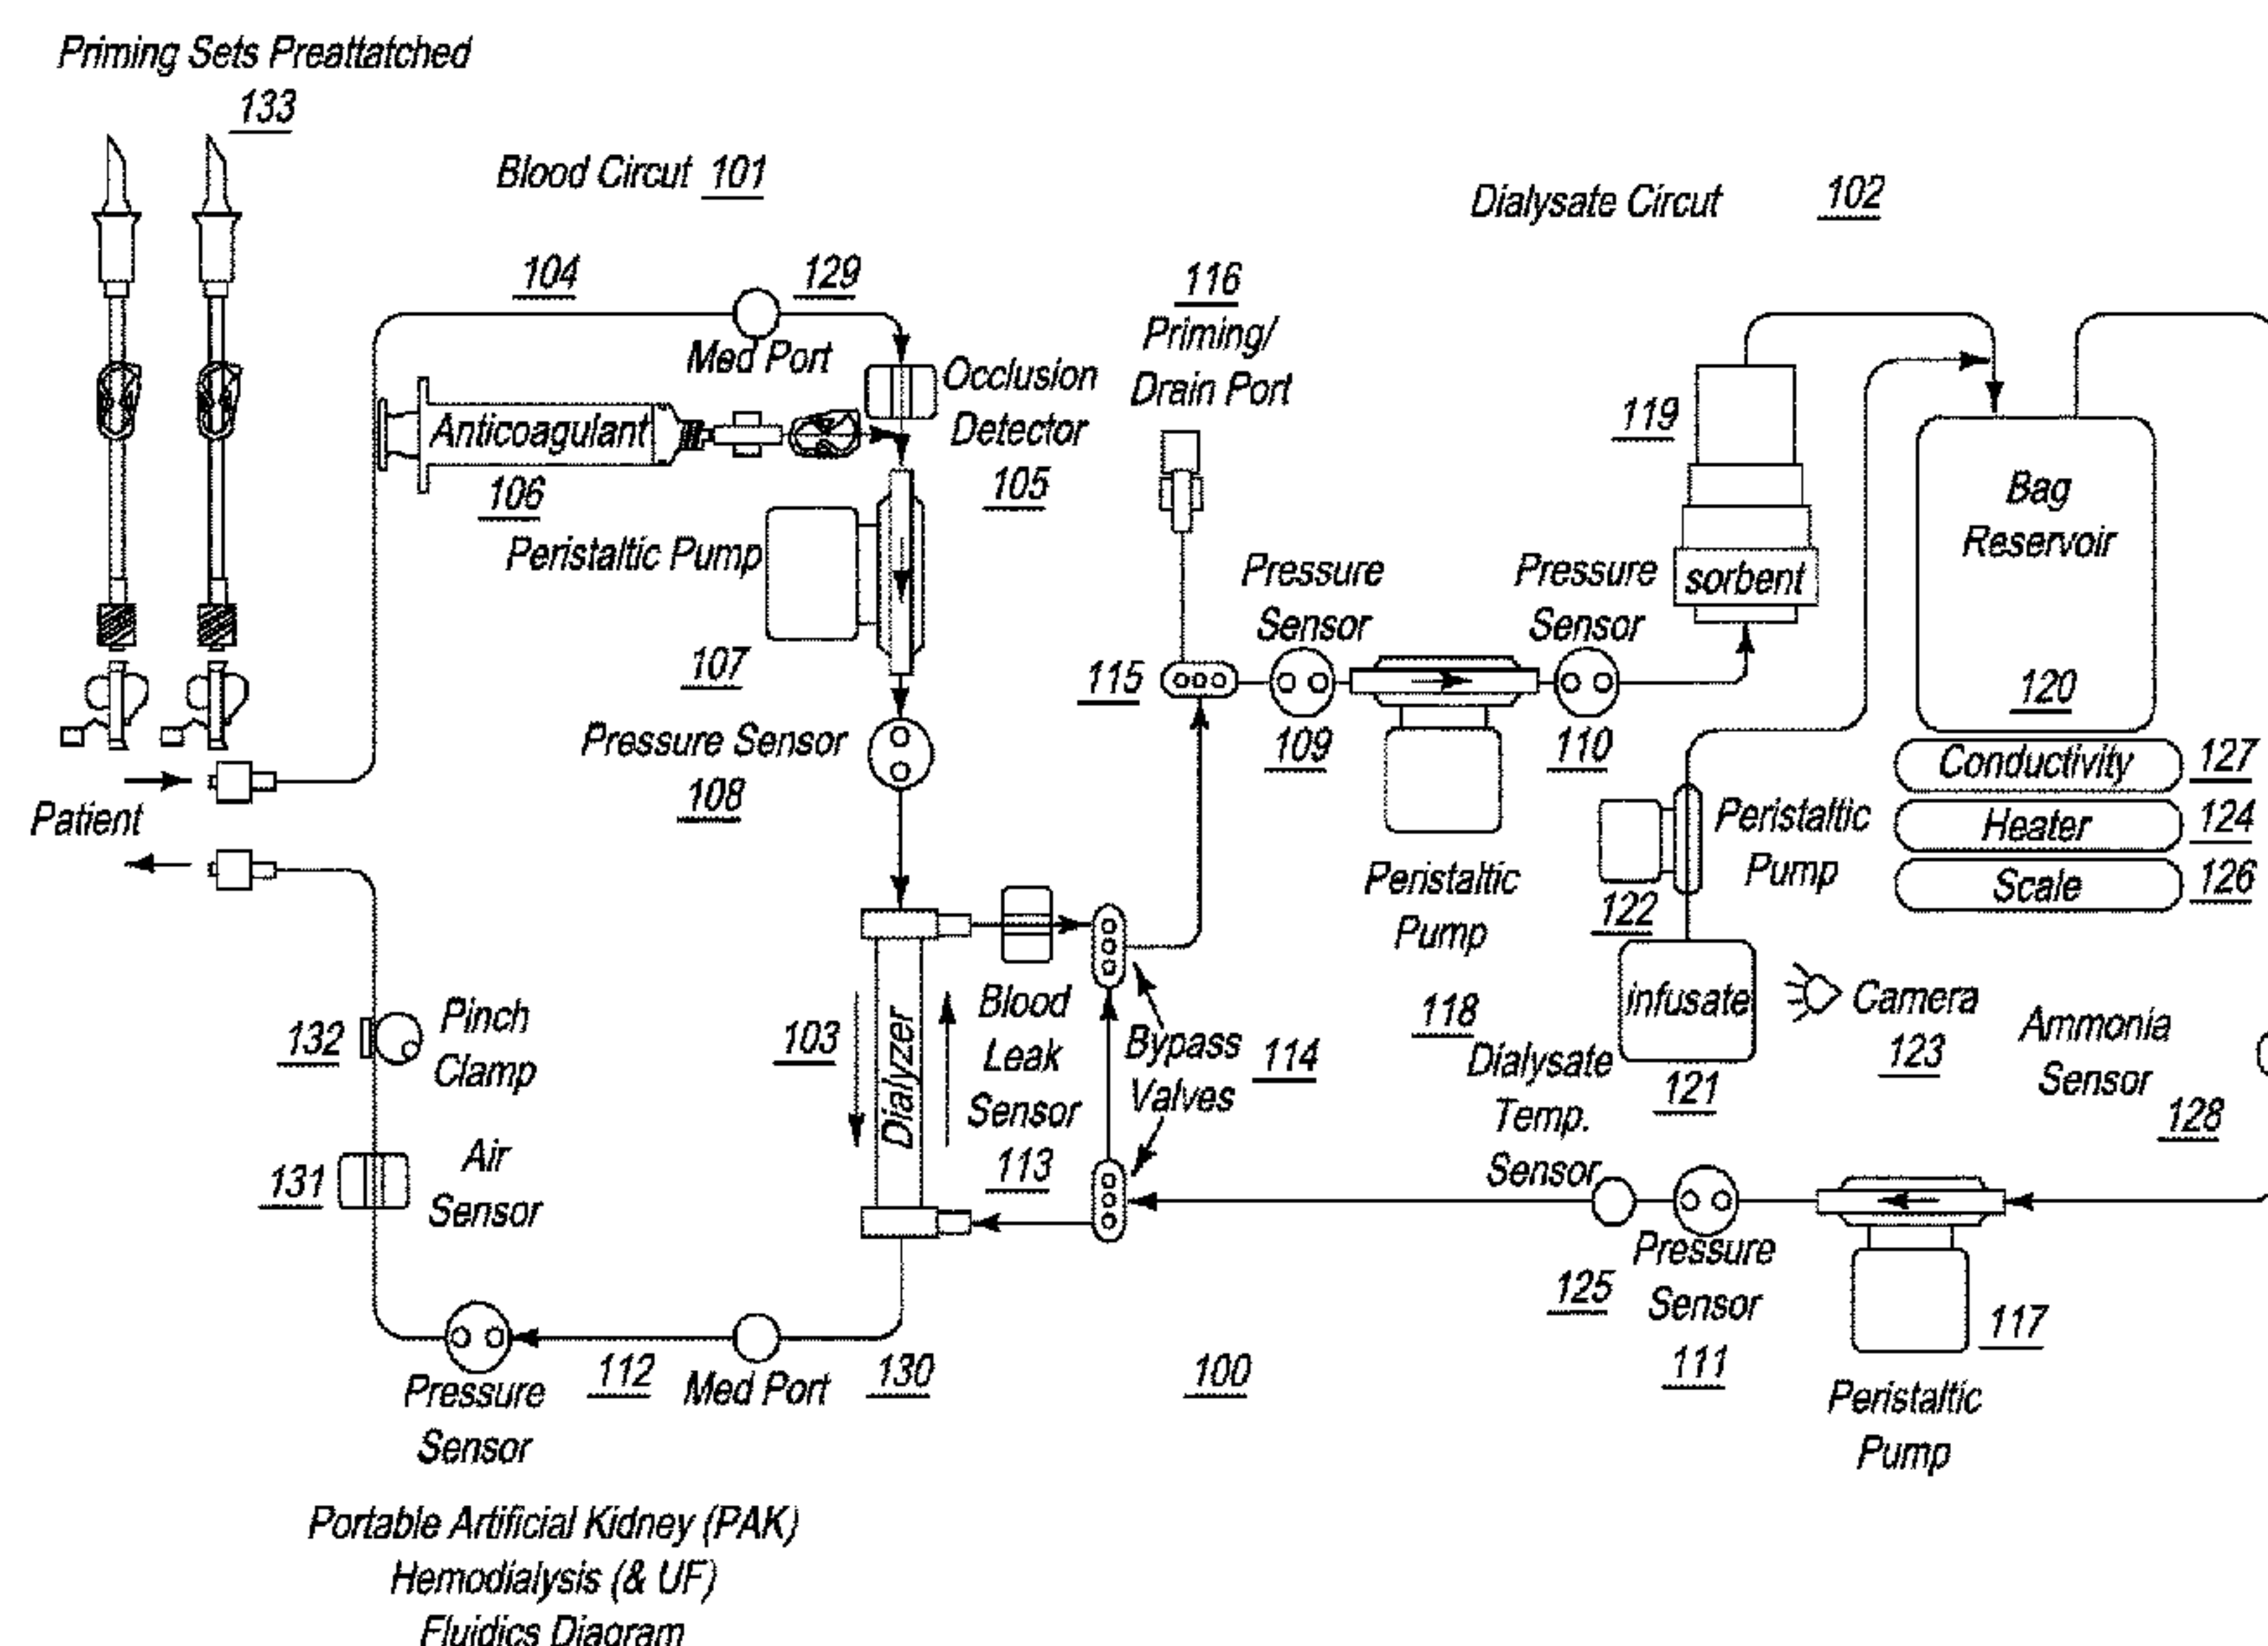 Priming Sets Preattatched
133
Blood Circut 101
Dialysate Circut 102
104
129
Med Port
116
Priming/
Drain Port
Occlusion
Detector
105
Anticoagulant
106
Peristaltic Pump
107
Pressure Sensor
108
Patient
115
Pressure
Sensor
109
Pressure
Sensor
110
Peristaltic
Pump
118
119
sorbent
Bag
Reservoir
120
Conductivity 127
Heater 124
Scale 126
Peristaltic
Pump
122
infusate
121
Camera
123
Ammonia
Sensor
128
132
Pinch
Clamp
131
Air
Sensor
103
Dialyzer
Blood
Leak
Sensor
113
Bypass
Valves
114
Dialysate
Temp.
Sensor
125
Pressure
Sensor
111
117
Peristaltic
Pump
Pressure
Sensor
112
Med Port
130
100
Portable Artificial Kidney (PAK)
Hemodialysis (& UF)
Fluidics Diagram